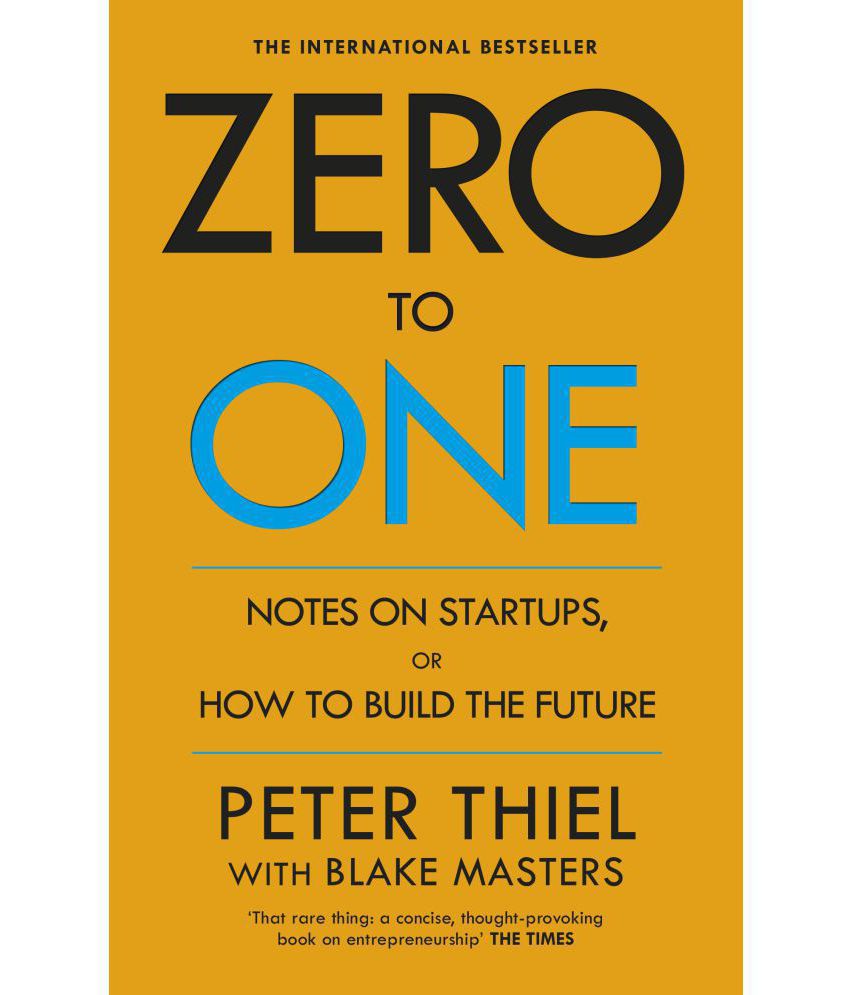 THE INTERNATIONAL BESTSELLER
ZERO
TO
ONE
NOTES ON STARTUPS,
OR
HOW TO BUILD THE FUTURE
PETER THIEL
WITH BLAKE MASTERS
‘That rare thing: a concise, thought-provoking
book on entrepreneurship’ THE TIMES